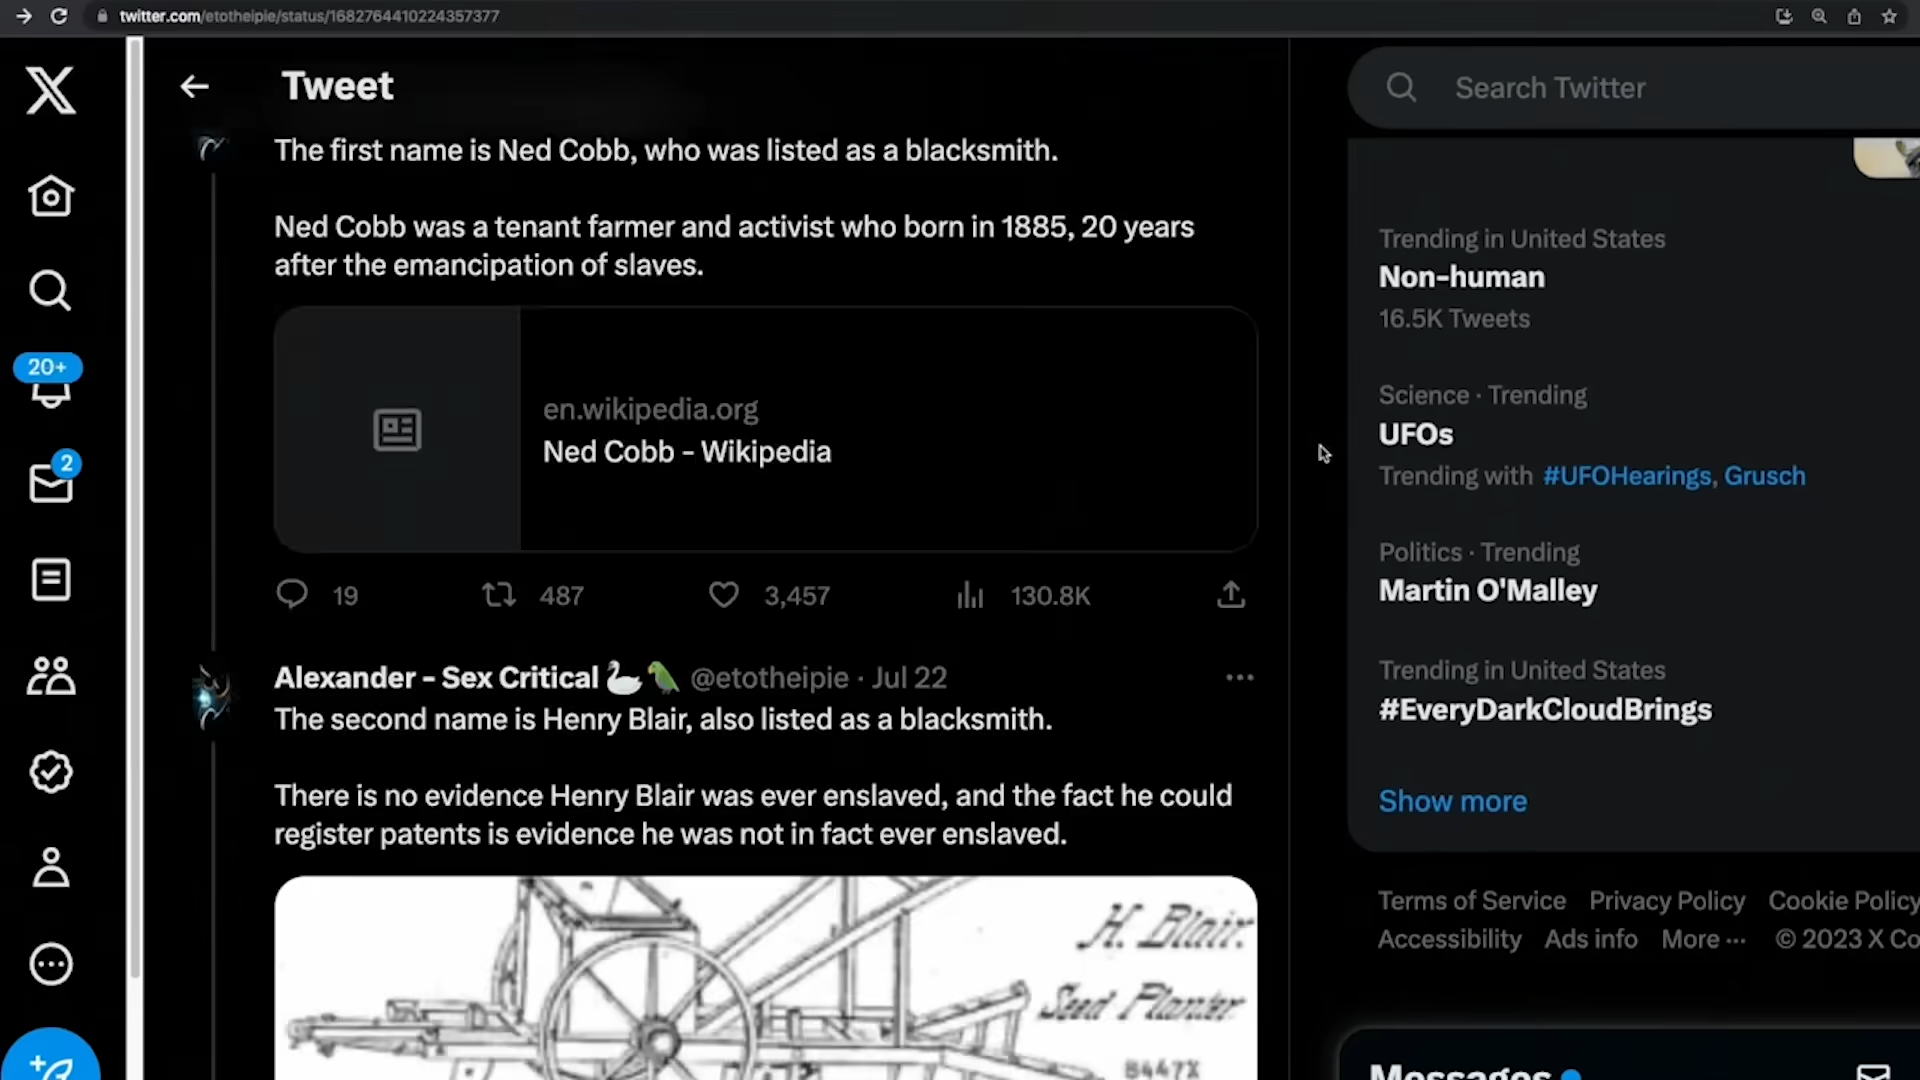 twitter.com/etotheipie/status/1682764410224357377
Tweet
Search Twitter
The first name is Ned Cobb, who was listed as a blacksmith.
Ned Cobb was a tenant farmer and activist who born in 1885, 20 years
after the emancipation of slaves.
en.wikipedia.org
Ned Cobb - Wikipedia
19 487 3,457 130.8K
Alexander - Sex Critical @etotheipie · Jul 22
The second name is Henry Blair, also listed as a blacksmith.
There is no evidence Henry Blair was ever enslaved, and the fact he could
register patents is evidence he was not in fact ever enslaved.
H. Blair.
Seed Planter
8447X
20+
2
Trending in United States
Non-human
16.5K Tweets
Science · Trending
UFOs
Trending with #UFOHearings, Grusch
Politics · Trending
Martin O'Malley
Trending in United States
#EveryDarkCloudBrings
Show more
Terms of Service Privacy Policy Cookie Policy
Accessibility Ads info More ··· © 2023 X Co
Messages